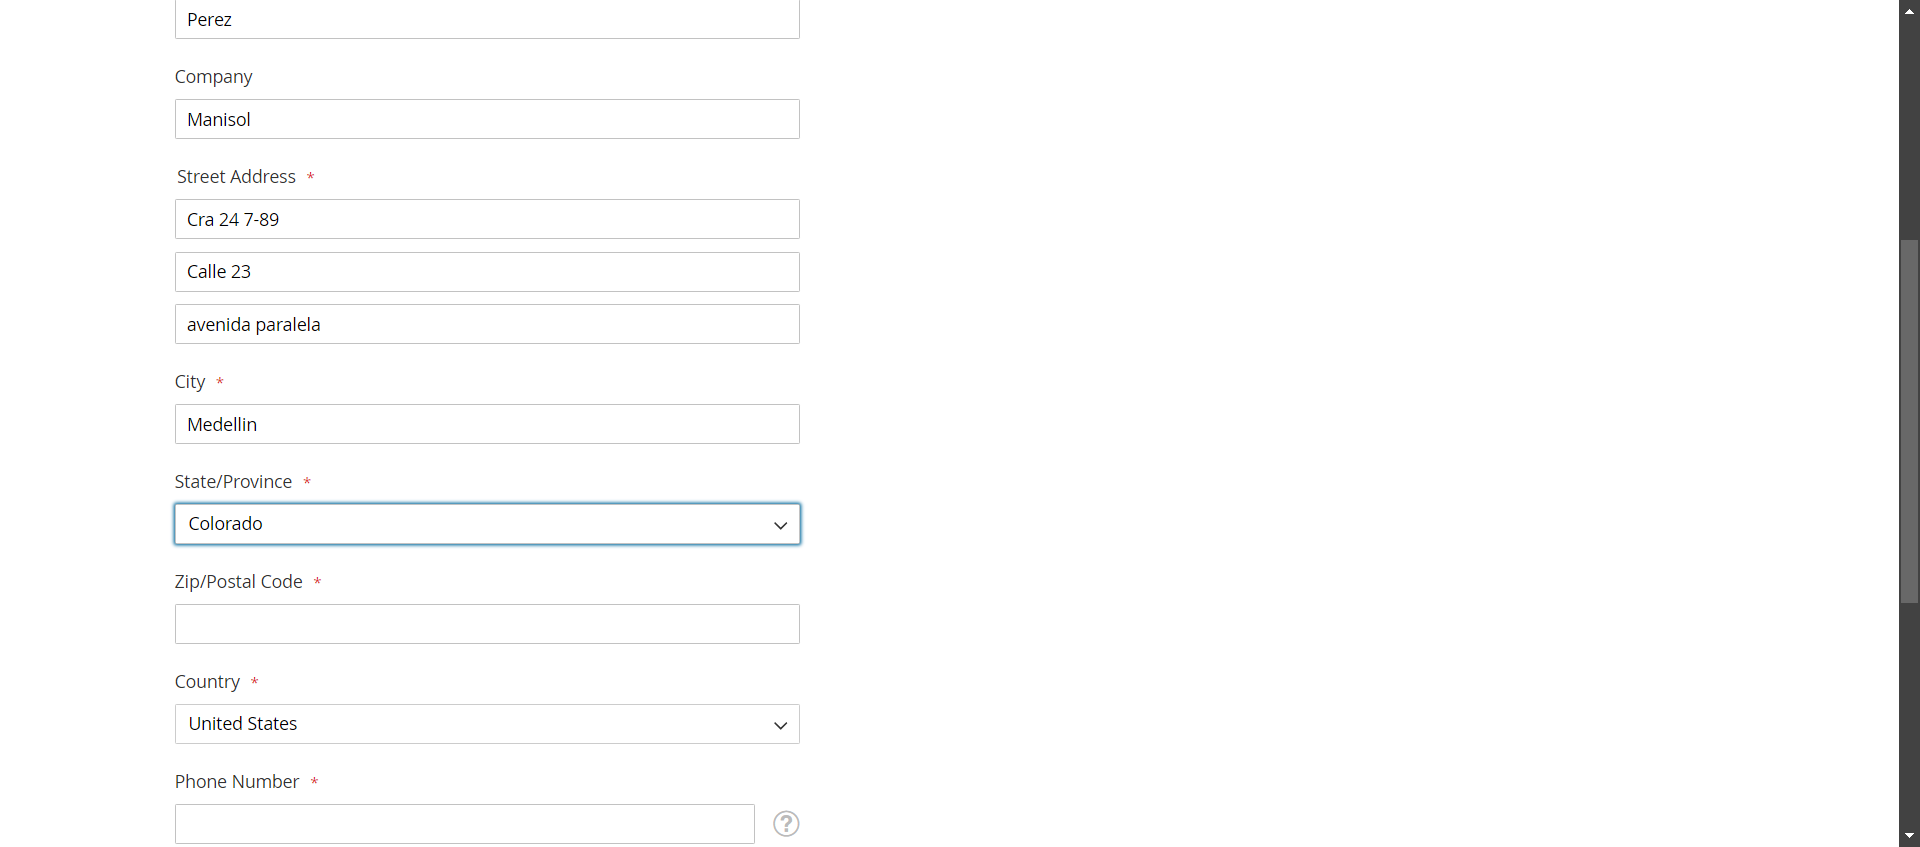 Perez
Company
Manisol
Street Address *
Cra 24 7-89
Calle 23
avenida paralela
City *
Medellin
State/Province *
Colorado
Zip/Postal Code *
Country *
United States
Phone Number *
?